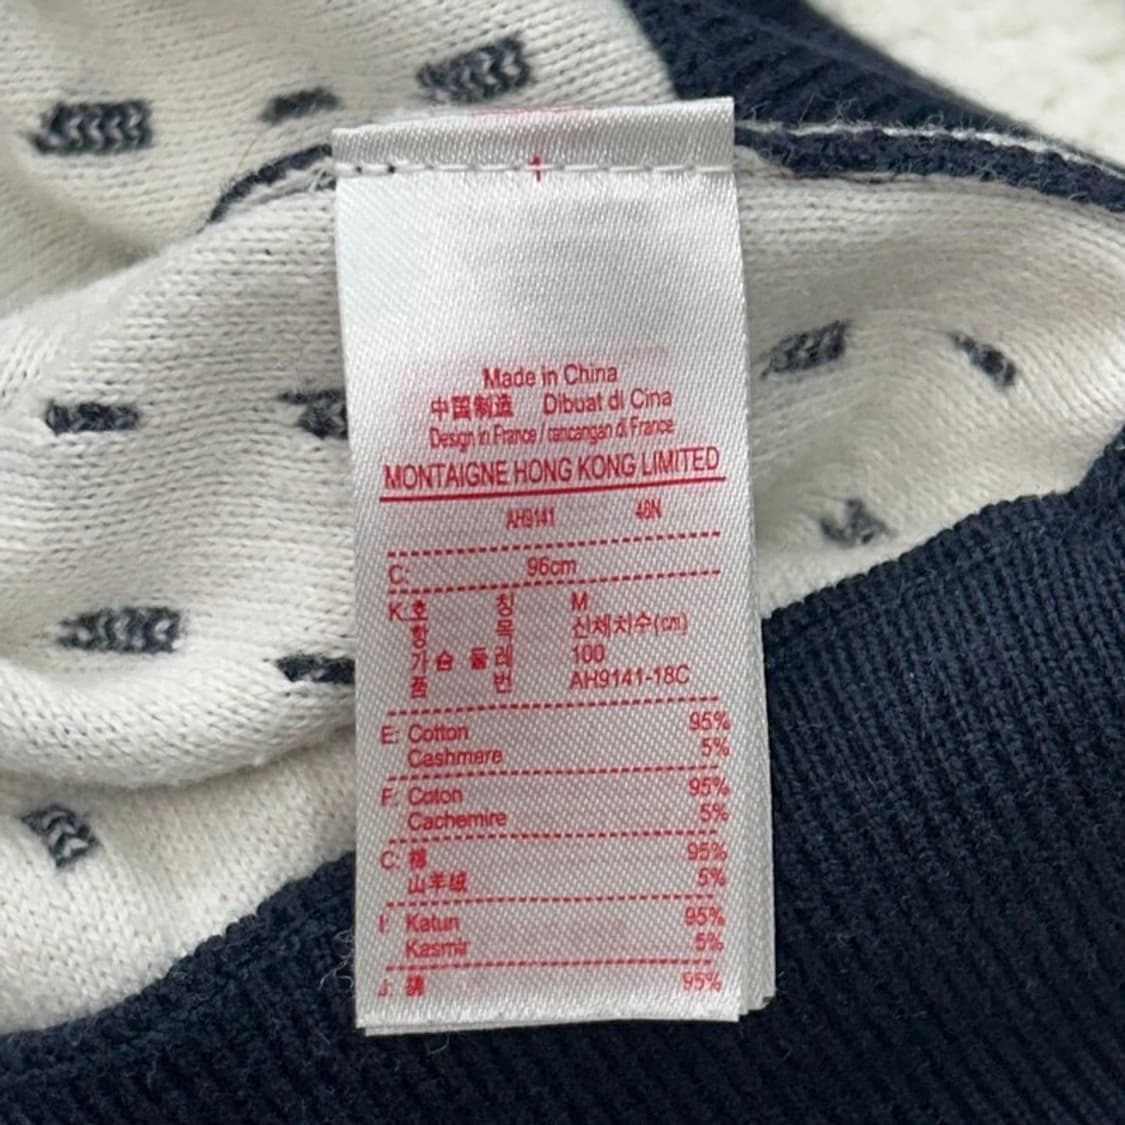 Made in China
中国制造 Dibuat di Cina
Design in France / rancangan di France
MONTAIGNE HONG KONG LIMITED
AH9141 48N
C: 96cm
K: 호 칭 M
항 목 신체치수(cm)
가 슴 둘 레 100
품 번 AH9141-18C
E: Cotton 95%
Cashmere 5%
F: Coton 95%
Cachemire 5%
C: 棉 95%
山羊绒 5%
I: Katun 95%
Kasmir 5%
J: 綿 95%